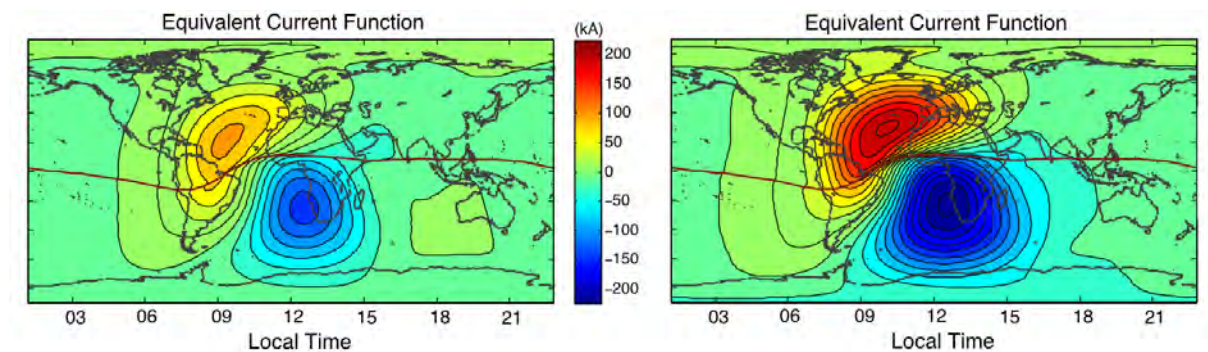 Equivalent Current Function
(kA)
200
150
100
50
0
−50
−100
−150
−200
03 06 09 12 15 18 21
Local Time
Equivalent Current Function
03 06 09 12 15 18 21
Local Time